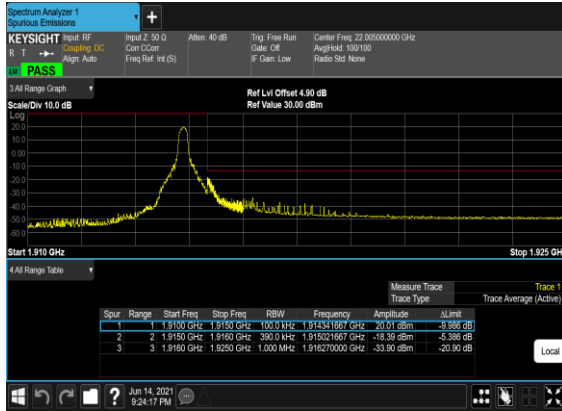 Spectrum Analyzer 1
Spurious Emissions
KEYSIGHT Input: RF Input Z: 50 Ω Atten: 40 dB Trig: Free Run Center Freq: 22.005000000 GHz
R T Coupling: DC Corr CCorr Gate: Off Avg|Hold: 100/100
Align: Auto Freq Ref: Int (S) IF Gain: Low Radio Std: None
PASS
3 All Range Graph
Ref Lvl Offset 4.90 dB
Scale/Div 10.0 dB Ref Value 30.00 dBm
Log
20.0
10.0
0.00
-10.0
-20.0
-30.0
-40.0
-50.0
-60.0
Start 1.910 GHz Stop 1.925 GH
4 All Range Table
Measure Trace Trace 1
Trace Type Trace Average (Active)
Spur Range Start Freq Stop Freq RBW Frequency Amplitude ΔLimit
1 1 1.9100 GHz 1.9150 GHz 100.0 kHz 1.914341667 GHz 20.01 dBm -9.986 dB
2 2 1.9150 GHz 1.9160 GHz 390.0 kHz 1.915021667 GHz -18.39 dBm -5.386 dB
3 3 1.9160 GHz 1.9250 GHz 1.000 MHz 1.916270000 GHz -33.90 dBm -20.90 dB
Local
? Jun 14, 2021
9:24:17 PM